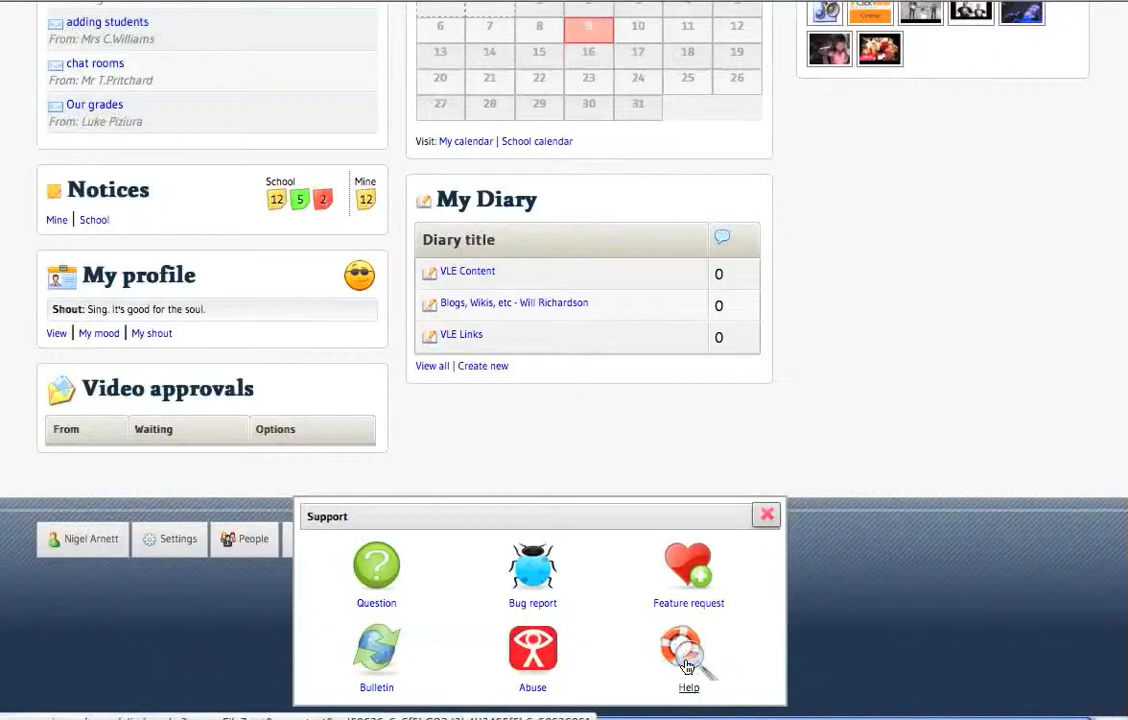 adding students
From: Mrs C.Williams
chat rooms
From: Mr T.Pritchard
Our grades
From: Luke Piziura
6 7 8 9 10 11 12
13 14 15 16 17 18 19
20 21 22 23 24 25 26
27 28 29 30 31
Visit: My calendar | School calendar
Notices
School
12 5 2
Mine
12
Mine | School
My profile
Shout: Sing. It's good for the soul.
View | My mood | My shout
Video approvals
From Waiting Options
My Diary
Diary title
VLE Content 0
Blogs, Wikis, etc - Will Richardson 0
VLE Links 0
View all | Create new
Nigel Arnett
Settings
People
Support
Question
Bug report
Feature request
Bulletin
Abuse
Help